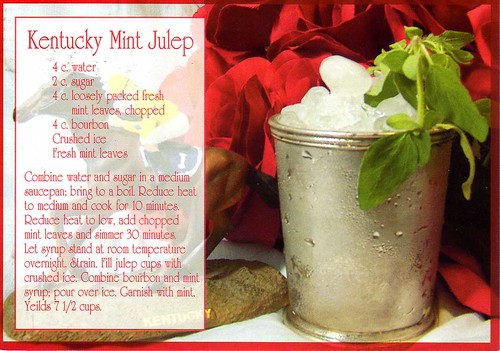 Kentucky Mint Julep
4 c. water
2 c. sugar
4 c. loosely packed fresh
mint leaves, chopped
4 c. bourbon
Crushed ice
Fresh mint leaves
Combine water and sugar in a medium
saucepan; bring to a boil. Reduce heat
to medium and cook for 10 minutes.
Reduce heat to low, add chopped
mint leaves and simmer 30 minutes.
Let syrup stand at room temperature
overnight. Strain. Fill julep cups with
crushed ice. Combine bourbon and mint
syrup; pour over ice. Garnish with mint.
Yeilds 7 1/2 cups.
KENTUCKY